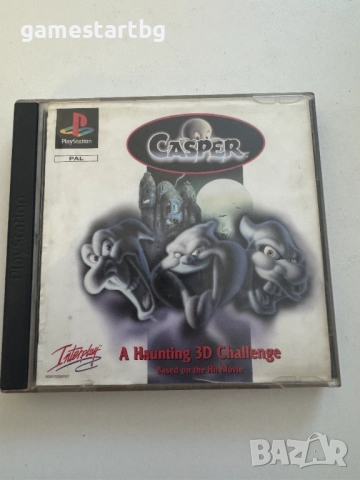 gamestartbg
PlayStation
PAL
CASPER
PlayStation
Interplay
A Haunting 3D Challenge
Based on the Hit Movie
BAZAR
bg